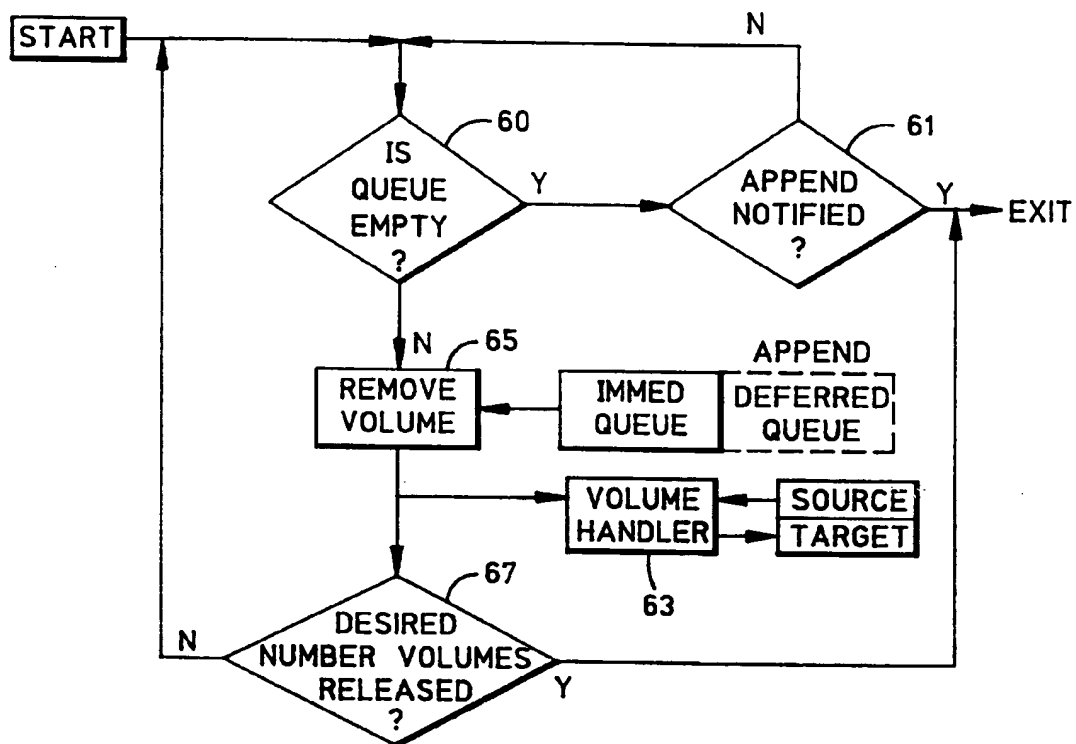 START
N
60
61
IS
QUEUE
EMPTY
?
Y
APPEND
NOTIFIED
?
Y
EXIT
N
65
REMOVE
VOLUME
IMMED
QUEUE
APPEND
DEFERRED
QUEUE
VOLUME
HANDLER
SOURCE
TARGET
63
67
DESIRED
NUMBER VOLUMES
RELEASED
?
N
Y